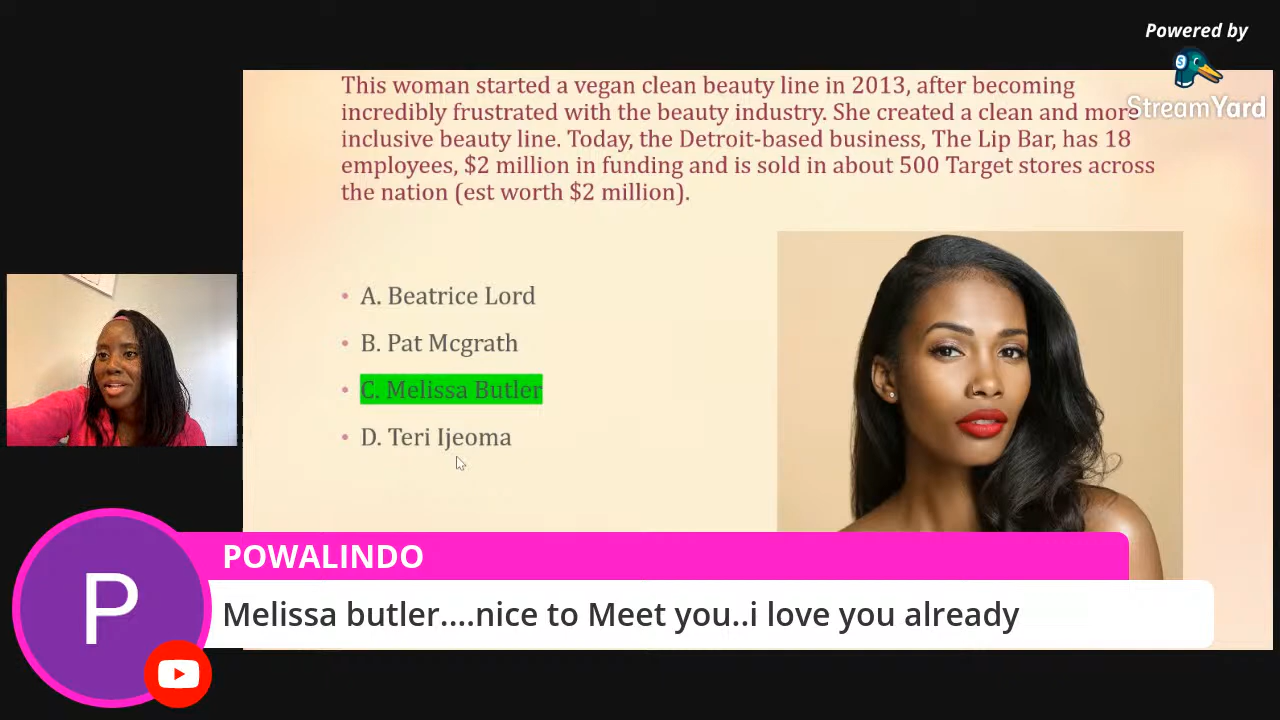 Powered by
StreamYard
This woman started a vegan clean beauty line in 2013, after becoming
incredibly frustrated with the beauty industry. She created a clean and more
inclusive beauty line. Today, the Detroit-based business, The Lip Bar, has 18
employees, $2 million in funding and is sold in about 500 Target stores across
the nation (est worth $2 million).
• A. Beatrice Lord
• B. Pat Mcgrath
• C. Melissa Butler
• D. Teri Ijeoma
P
POWALINDO
Melissa butler....nice to Meet you..i love you already